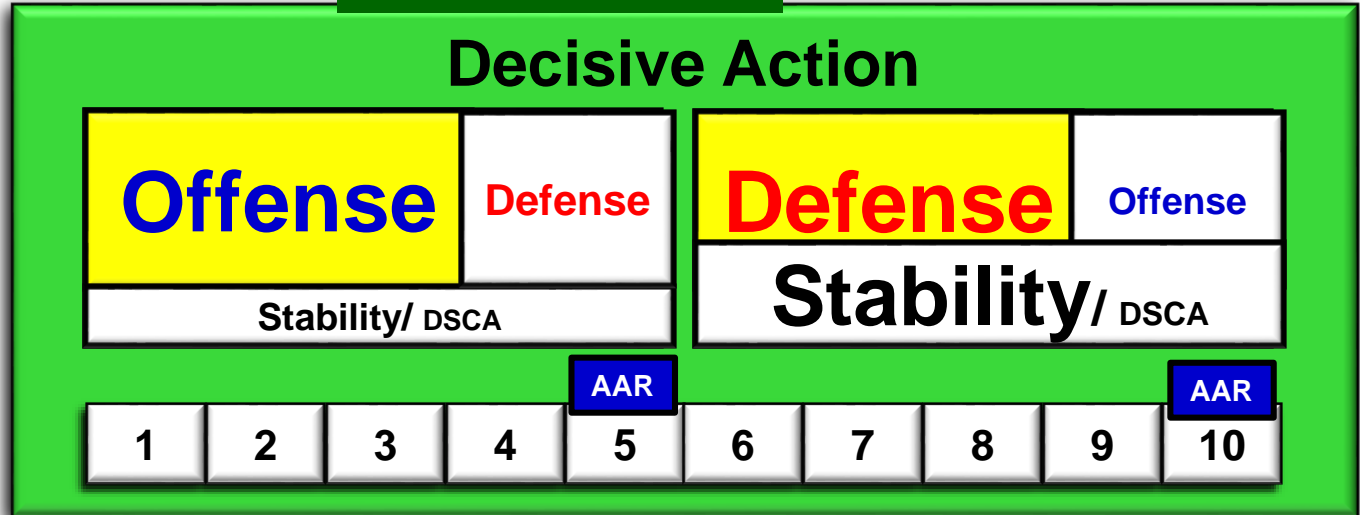 Decisive Action
Offense Defense Defense Offense
Stability/ DSCA Stability/ DSCA
AAR AAR
1 2 3 4 5 6 7 8 9 10